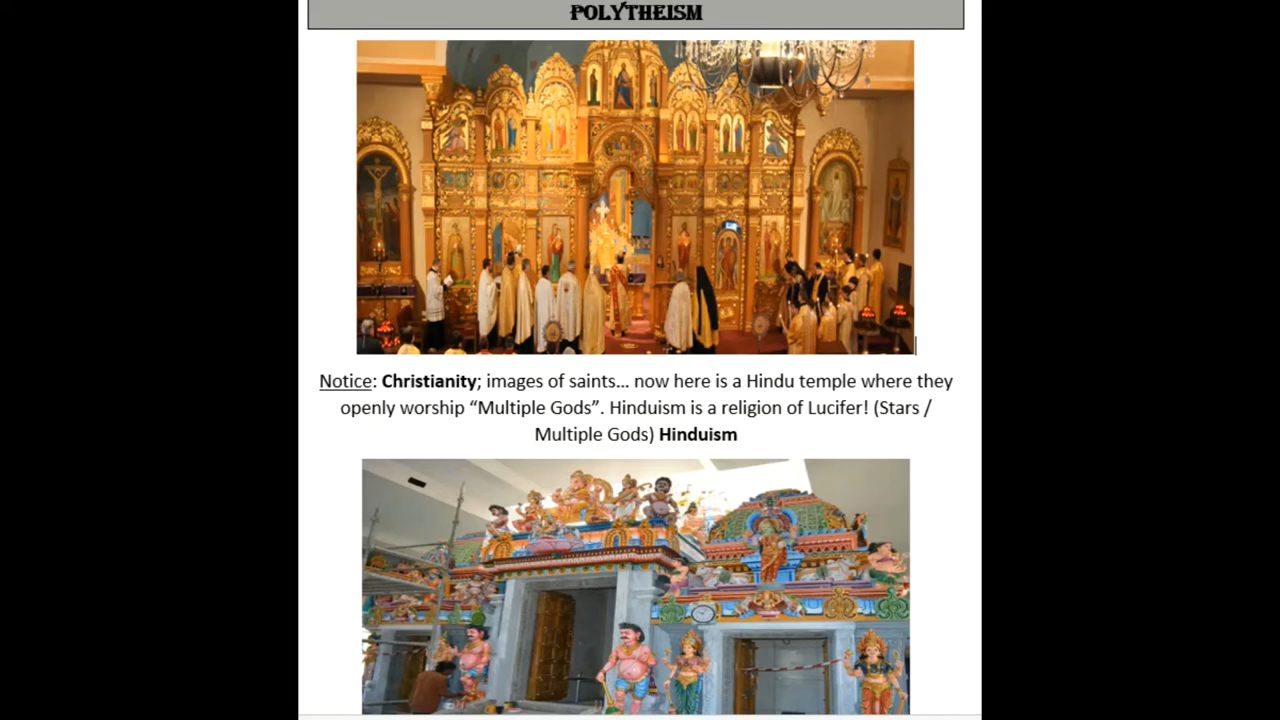 POLYTHEISM
Notice: Christianity; images of saints... now here is a Hindu temple where they
openly worship “Multiple Gods”. Hinduism is a religion of Lucifer! (Stars /
Multiple Gods) Hinduism